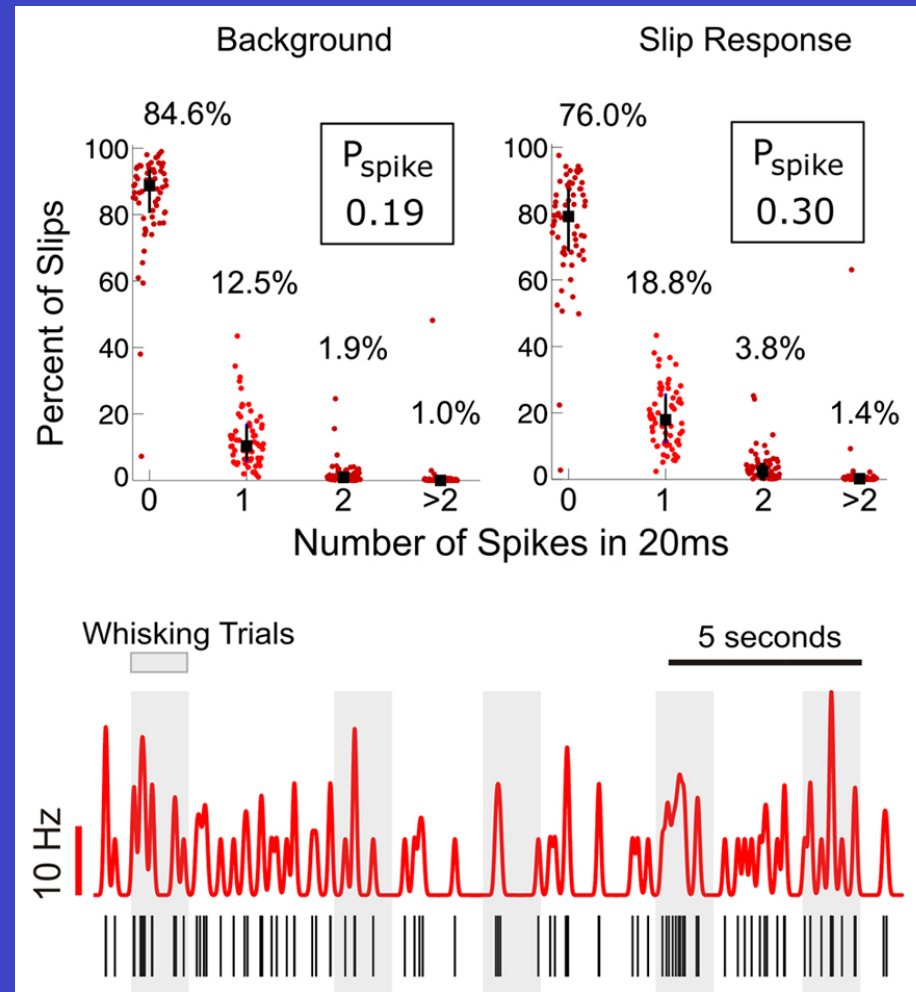 Background
Slip Response
84.6%
76.0%
P spike
0.19
P spike
0.30
Percent of Slips
100
80
60
40
20
0
100
80
60
40
20
0
12.5%
1.9%
1.0%
18.8%
3.8%
1.4%
0 1 2 >2
0 1 2 >2
Number of Spikes in 20ms
Whisking Trials
5 seconds
10 Hz